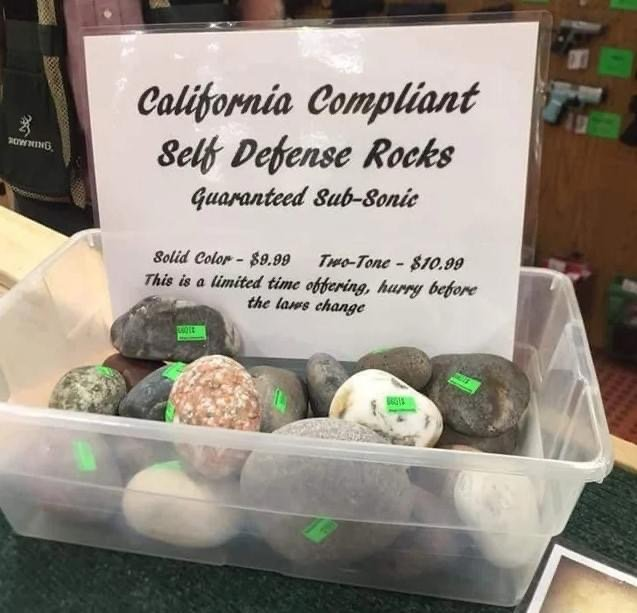 California Compliant
Self Defense Rocks
Guaranteed Sub-Sonic
Solid Color - $9.99 Two-Tone - $10.99
This is a limited time offering, hurry before
the laws change
BROWNING.